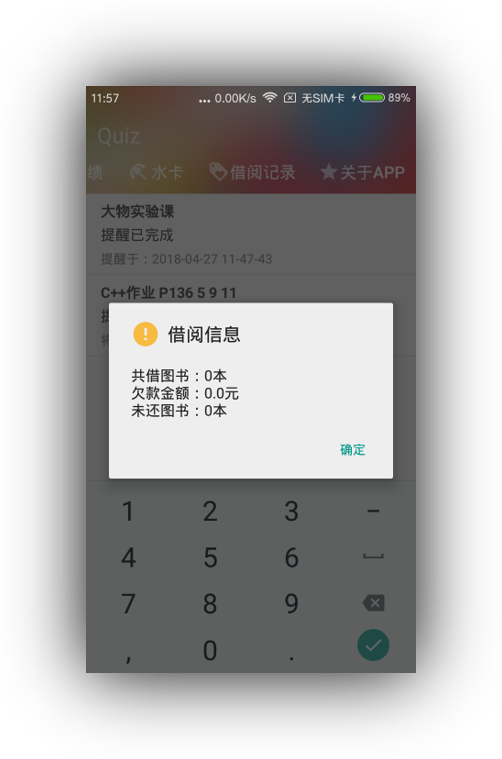 11:57 ... 0.00K/s 无SIM卡 89%
Quiz
绩 水卡 借阅记录 关于APP
大物实验课
提醒已完成
提醒于：2018-04-27 11-47-43
C++作业 P136 5 9 11
借阅信息
共借图书：0本
欠款金额：0.0元
未还图书：0本
确定
1 2 3 -
4 5 6
7 8 9
, 0 .